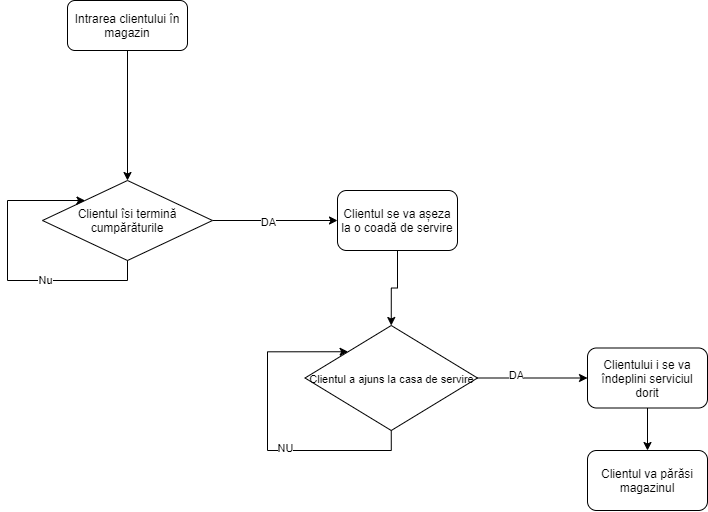 Intrarea clientului în
magazin
Clientul îsi termină
cumpărăturile
Nu
DA
Clientul se va așeza
la o coadă de servire
Clientul a ajuns la casa de servire
NU
DA
Clientului i se va
îndeplini serviciul
dorit
Clientul va părăsi
magazinul